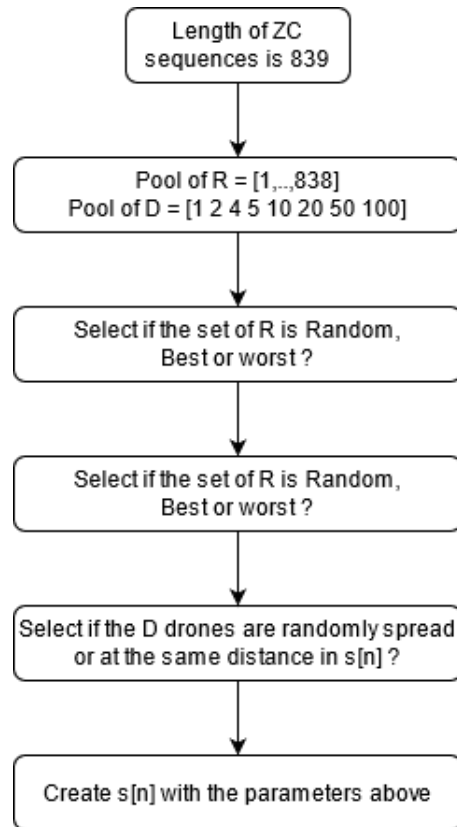 Length of ZC
sequences is 839
Pool of R = [1,..,838]
Pool of D = [1 2 4 5 10 20 50 100]
Select if the set of R is Random,
Best or worst ?
Select if the set of R is Random,
Best or worst ?
Select if the D drones are randomly spread
or at the same distance in s[n] ?
Create s[n] with the parameters above